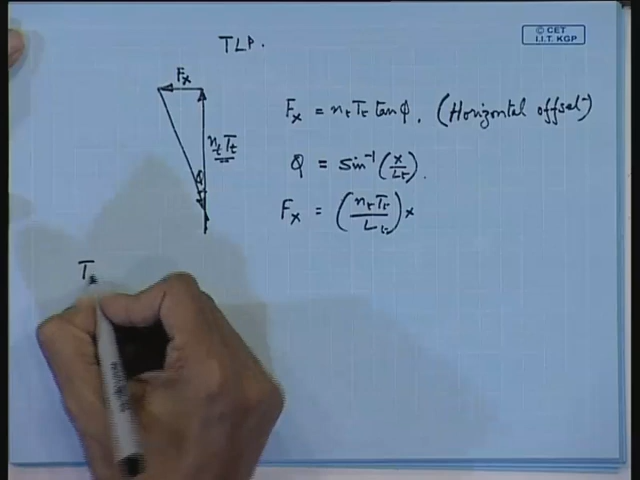 TLP.
© CET
I.I.T. KGP
Fx
nt Tt
θ
Fx = nt Tt tan θ. (Horizontal offset)
θ = sin⁻¹ (x/Lt).
Fx = (nt Tt / Lt) x
T